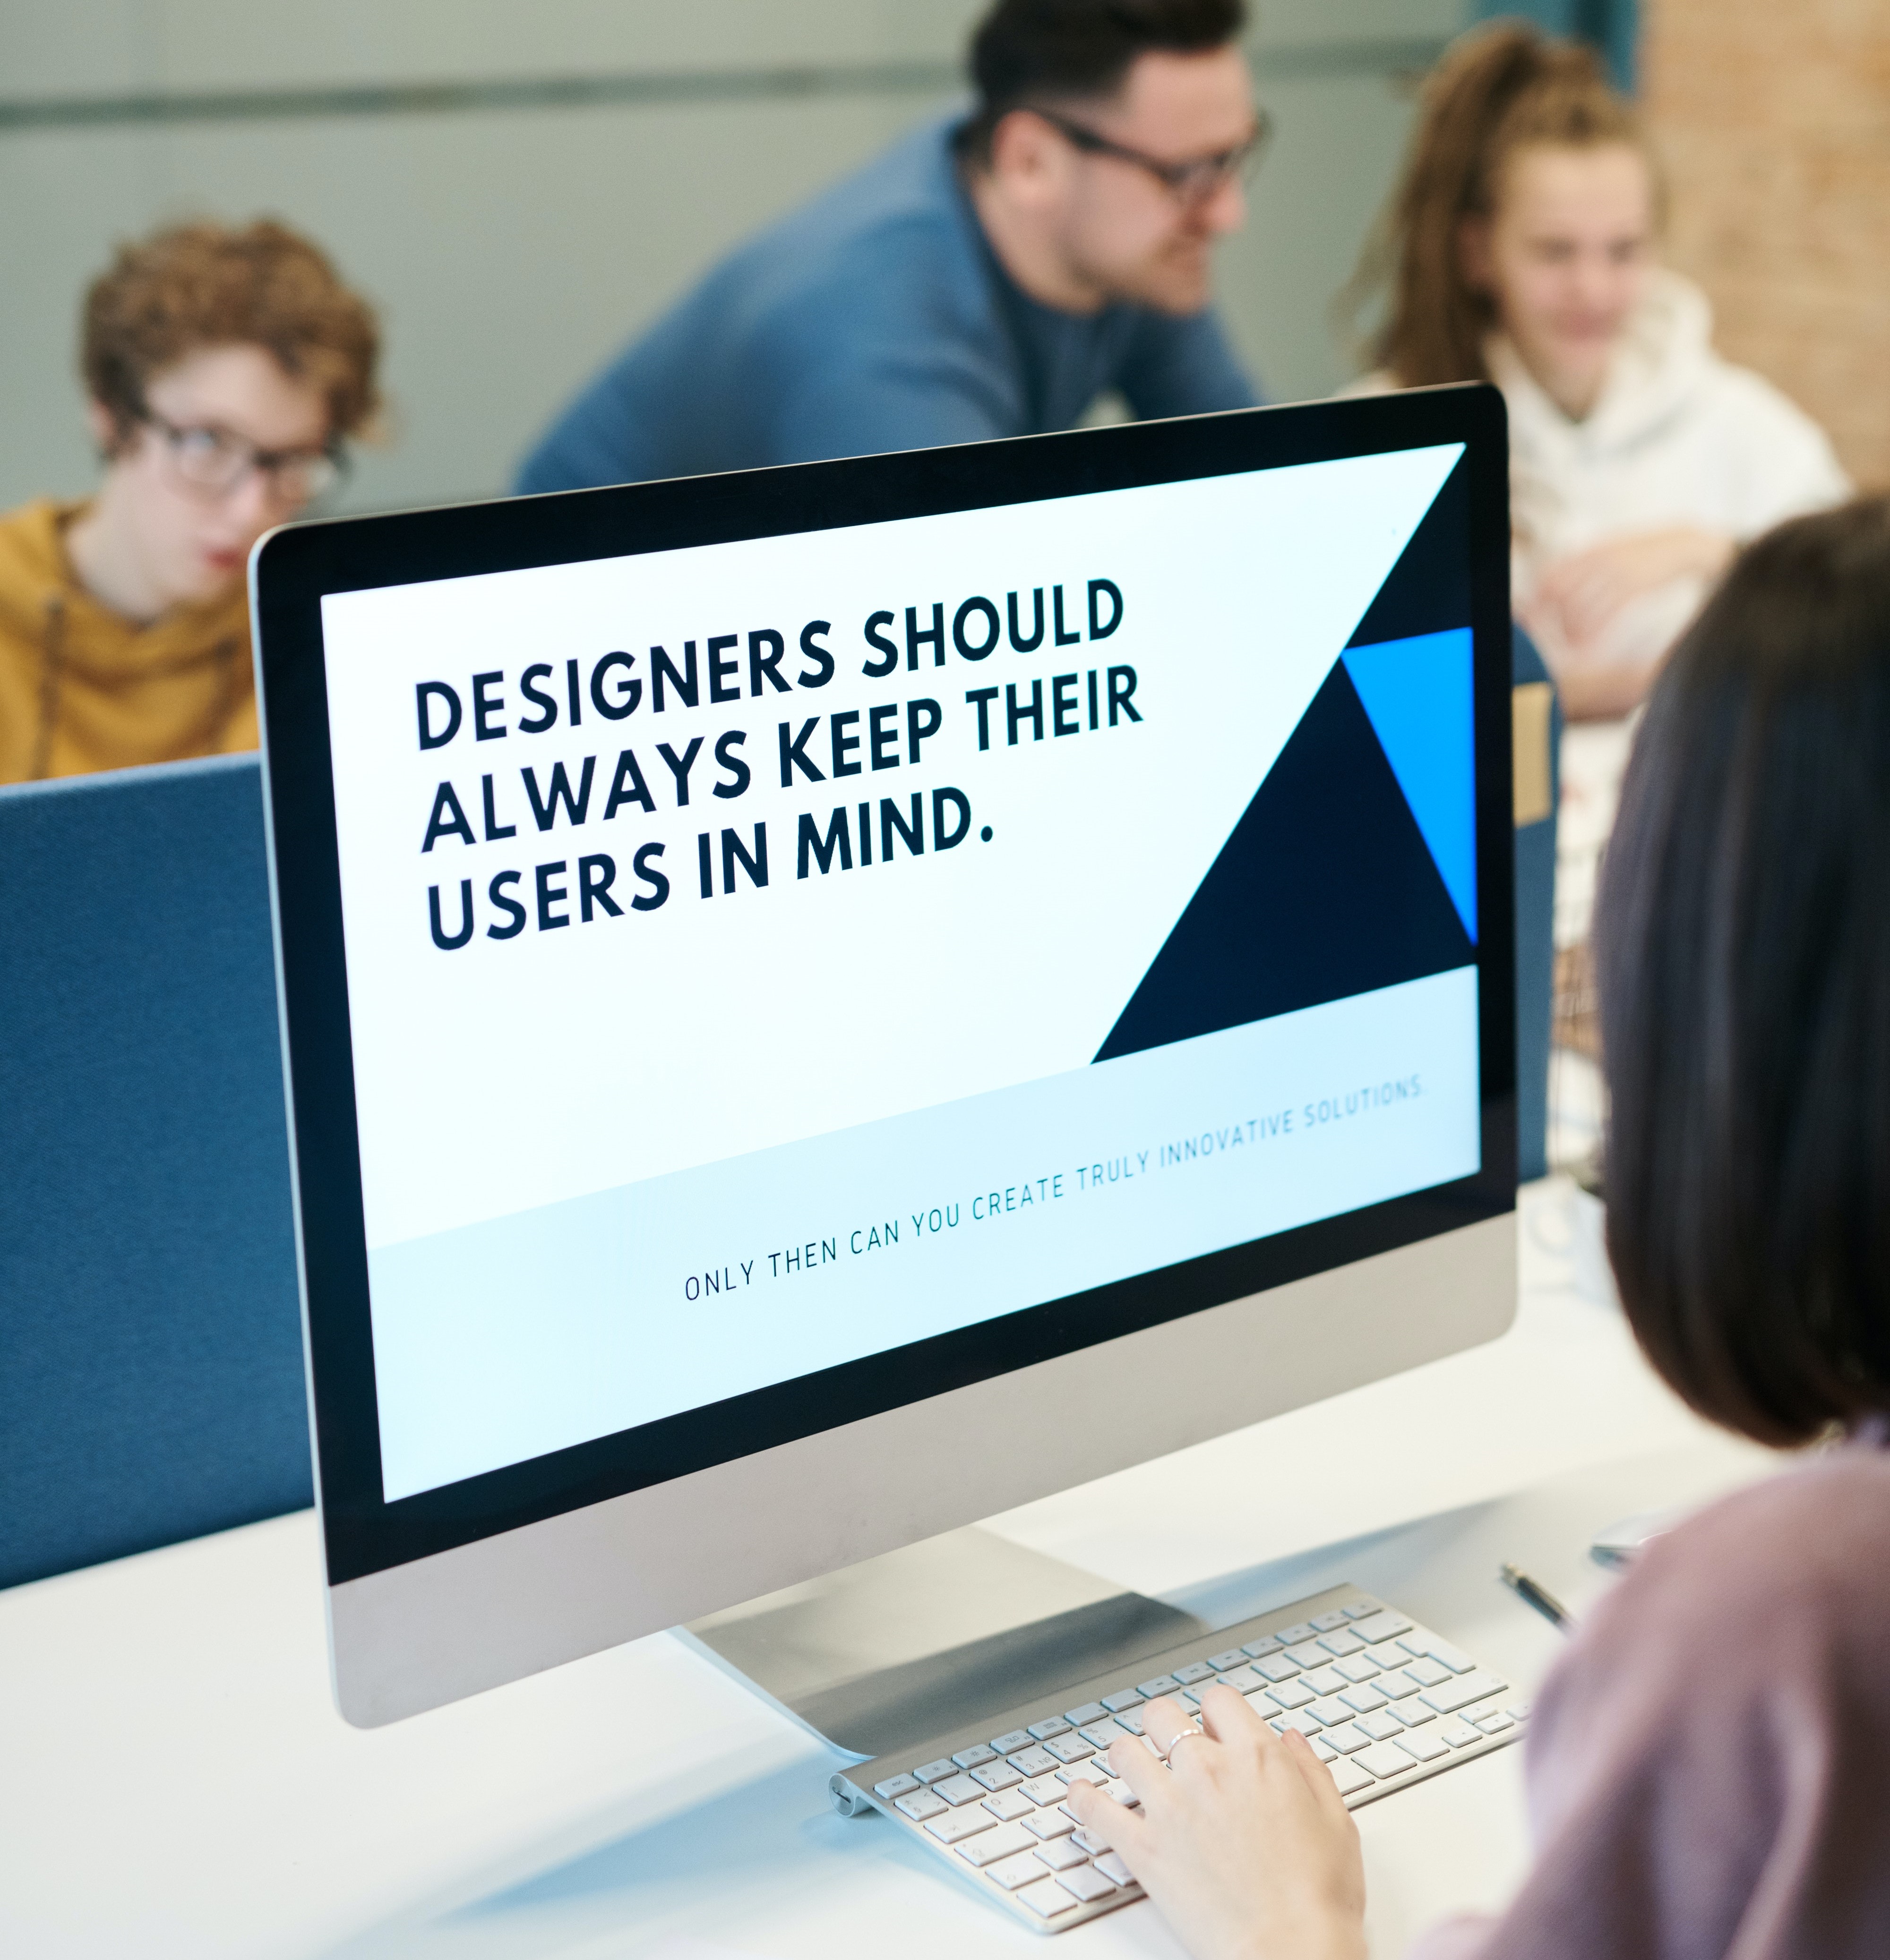 DESIGNERS SHOULD
ALWAYS KEEP THEIR
USERS IN MIND.
ONLY THEN CAN YOU CREATE TRULY INNOVATIVE SOLUTIONS.